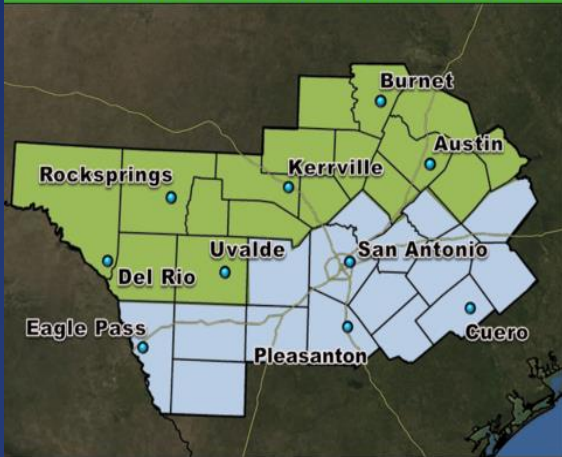 Burnet
Austin
Rocksprings
Kerrville
Uvalde
San Antonio
Del Rio
Eagle Pass
Pleasanton
Cuero